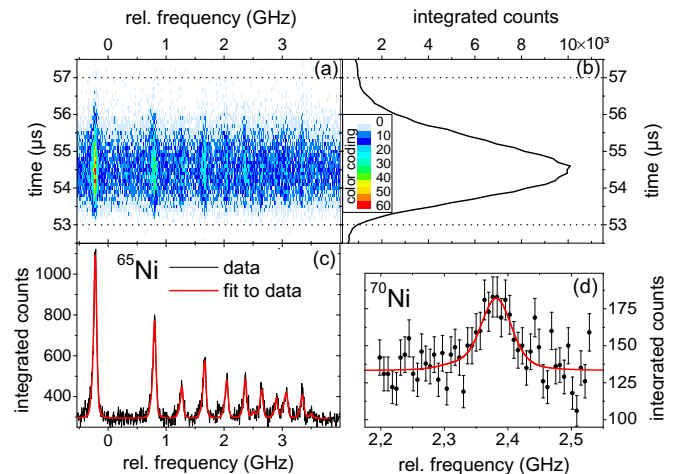 rel. frequency (GHz)
integrated counts
0 1 2 3
2 4 6 8 10×10³
(a)
(b)
57
56
55
54
53
time (µs)
color coding
0
10
20
30
40
50
60
57
56
55
54
53
time (µs)
(c)
⁶⁵Ni
data
fit to data
1000
800
600
400
integrated counts
0 1 2 3
rel. frequency (GHz)
(d)
⁷⁰Ni
175
150
125
100
integrated counts
2,2 2,3 2,4 2,5
rel. frequency (GHz)